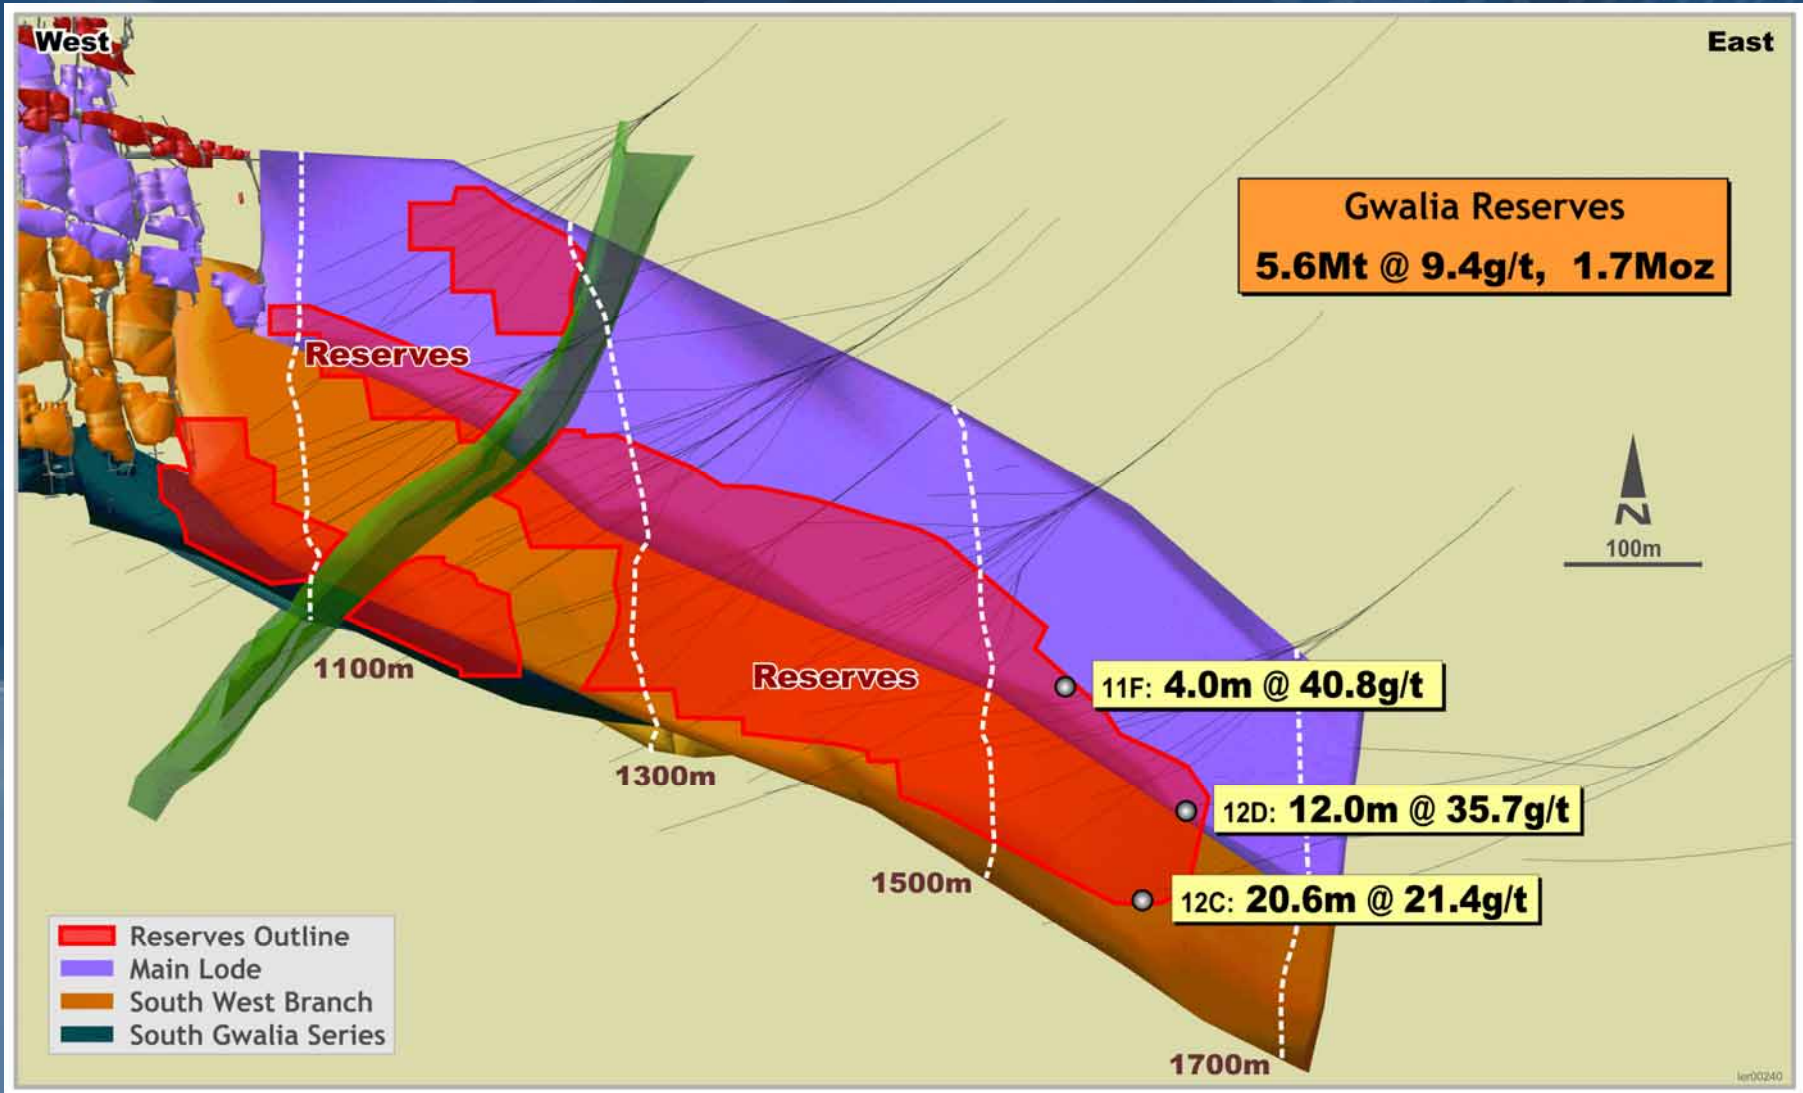 West
East
Gwalia Reserves
5.6Mt @ 9.4g/t, 1.7Moz
Reserves
N
100m
1100m
Reserves
11F: 4.0m @ 40.8g/t
1300m
12D: 12.0m @ 35.7g/t
1500m
12C: 20.6m @ 21.4g/t
Reserves Outline
Main Lode
South West Branch
South Gwalia Series
1700m
ler00240